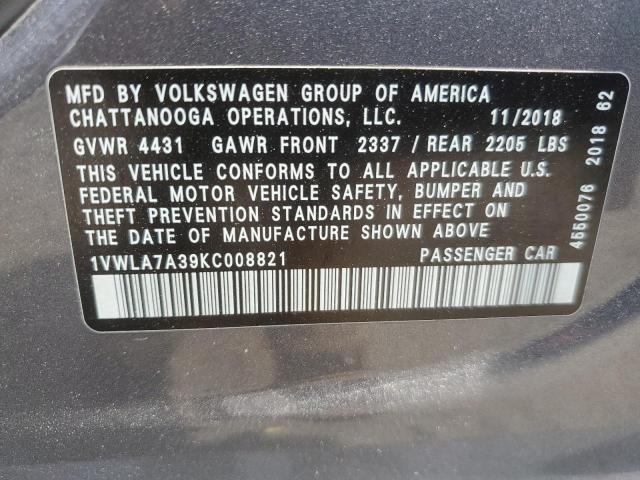 MFD BY VOLKSWAGEN GROUP OF AMERICA
CHATTANOOGA OPERATIONS, LLC. 11/2018
GVWR 4431 GAWR FRONT 2337 / REAR 2205 LBS
THIS VEHICLE CONFORMS TO ALL APPLICABLE U.S.
FEDERAL MOTOR VEHICLE SAFETY, BUMPER AND
THEFT PREVENTION STANDARDS IN EFFECT ON
THE DATE OF MANUFACTURE SHOWN ABOVE
1VWLA7A39KC008821 PASSENGER CAR
4550076 2018 62